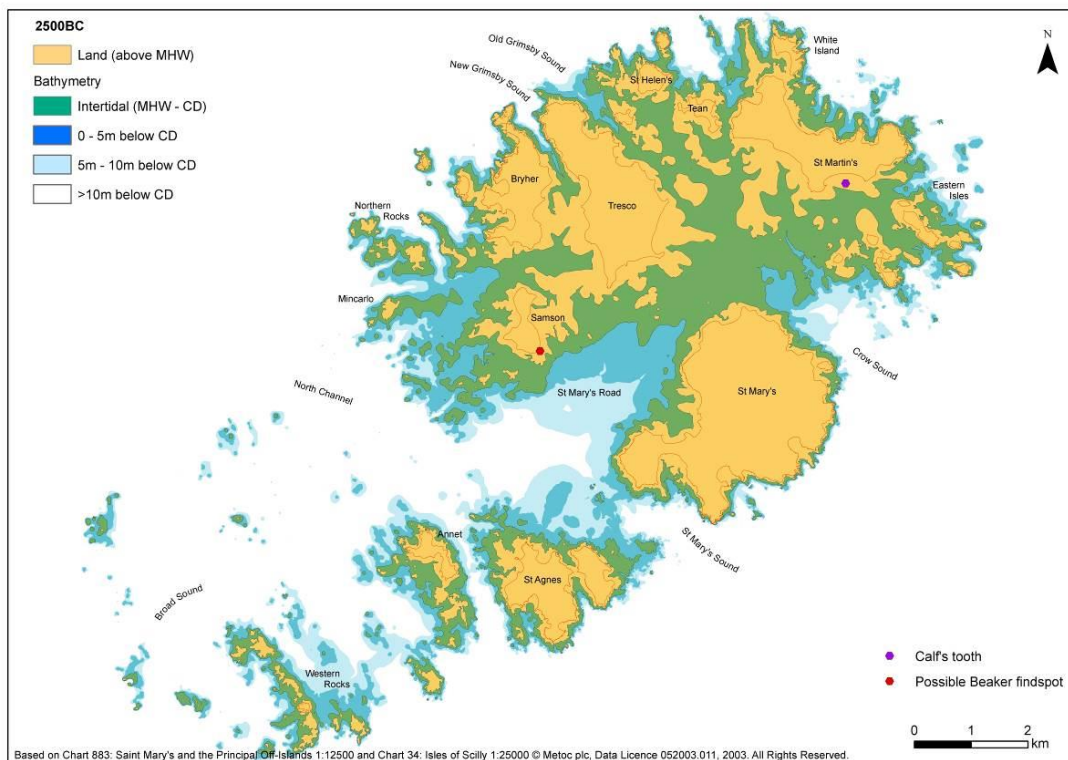 2500BC
Land (above MHW)
Bathymetry
Intertidal (MHW - CD)
0 - 5m below CD
5m - 10m below CD
>10m below CD
N
Old Grimsby Sound
New Grimsby Sound
White
Island
St Helen's
Tean
St Martin's
Bryher
Eastern
Isles
Tresco
Northern
Rocks
Mincarlo
Samson
Crow Sound
North Channel
St Mary's Road
St Mary's
Annet
St Mary's Sound
St Agnes
Broad Sound
Western
Rocks
Calf's tooth
Possible Beaker findspot
0 1 2
km
Based on Chart 883: Saint Mary's and the Principal Off-Islands 1:12500 and Chart 34: Isles of Scilly 1:25000 © Metoc plc, Data Licence 052003.011, 2003. All Rights Reserved.